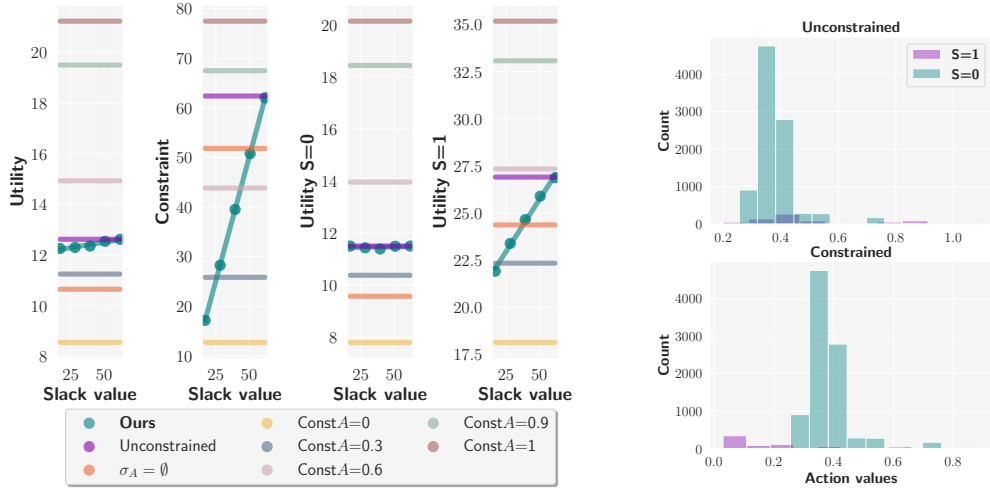 Utility
20
18
16
14
12
10
8
25
50
Slack value
Constraint
80
70
60
50
40
30
20
10
25
50
Slack value
Utility S=0
20
18
16
14
12
10
8
25
50
Slack value
Utility S=1
35.0
32.5
30.0
27.5
25.0
22.5
20.0
17.5
25
50
Slack value
Ours
Unconstrained
σ_A = ∅
ConstA=0
ConstA=0.3
ConstA=0.6
ConstA=0.9
ConstA=1
Unconstrained
S=1
S=0
Count
4000
3000
2000
1000
0
0.2
0.4
0.6
0.8
1.0
Constrained
Count
5000
4000
3000
2000
1000
0
0.0
0.2
0.4
0.6
0.8
Action values